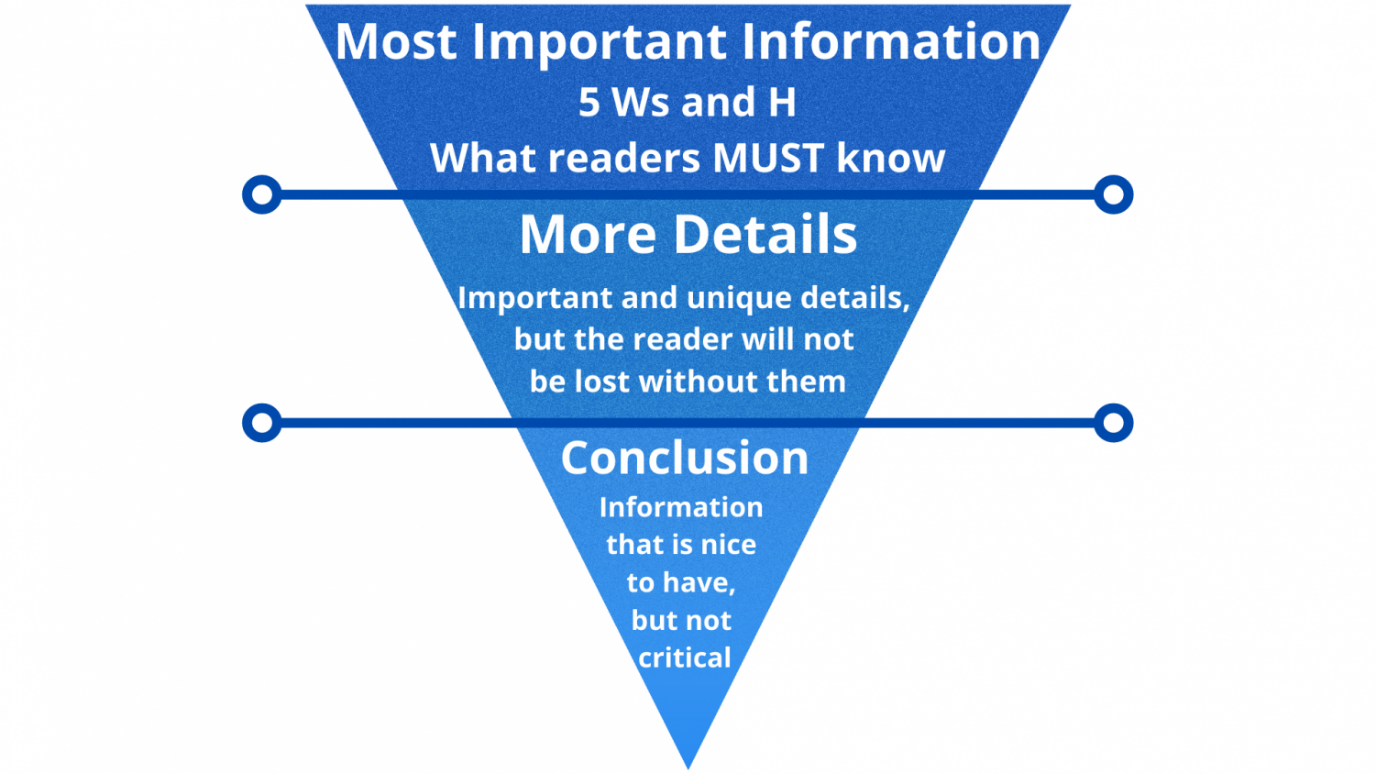 Most Important Information
5 Ws and H
What readers MUST know
More Details
Important and unique details,
but the reader will not
be lost without them
Conclusion
Information
that is nice
to have,
but not
critical